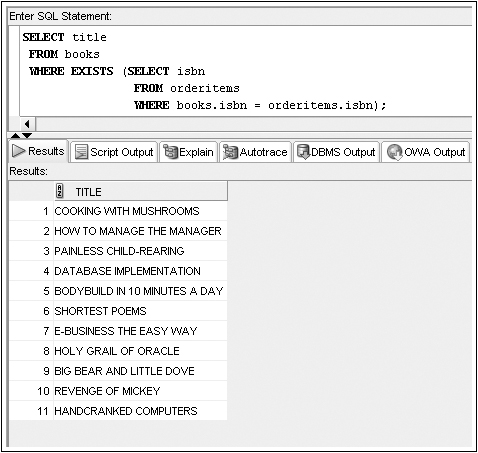 Enter SQL Statement:
SELECT title
FROM books
WHERE EXISTS (SELECT isbn
FROM orderitems
WHERE books.isbn = orderitems.isbn);
Results Script Output Explain Autotrace DBMS Output OWA Output
Results:
TITLE
1 COOKING WITH MUSHROOMS
2 HOW TO MANAGE THE MANAGER
3 PAINLESS CHILD-REARING
4 DATABASE IMPLEMENTATION
5 BODYBUILD IN 10 MINUTES A DAY
6 SHORTEST POEMS
7 E-BUSINESS THE EASY WAY
8 HOLY GRAIL OF ORACLE
9 BIG BEAR AND LITTLE DOVE
10 REVENGE OF MICKEY
11 HANDCRANKED COMPUTERS